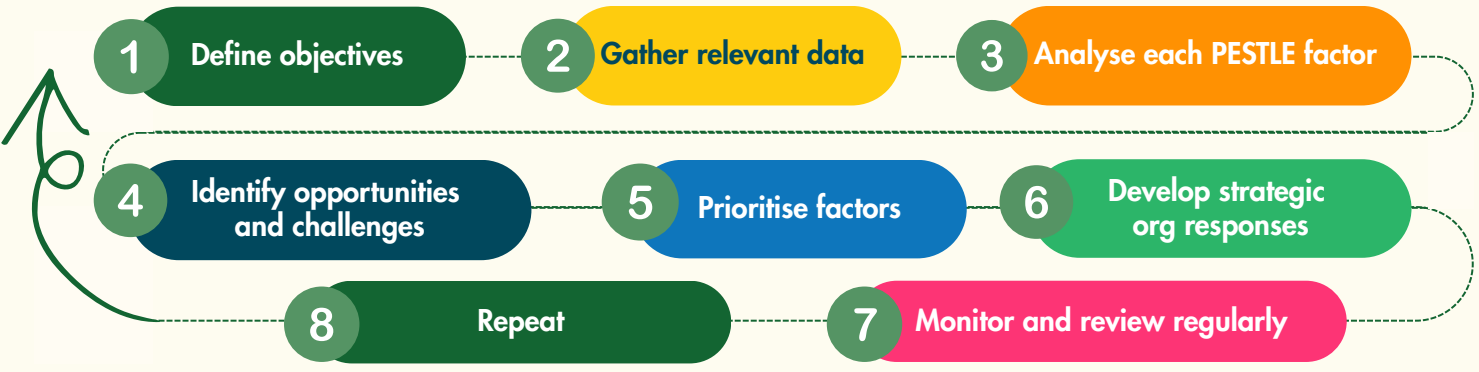 1
Define objectives
2
Gather relevant data
3
Analyse each PESTLE factor
4
Identify opportunities
and challenges
5
Prioritise factors
6
Develop strategic
org responses
7
Monitor and review regularly
8
Repeat